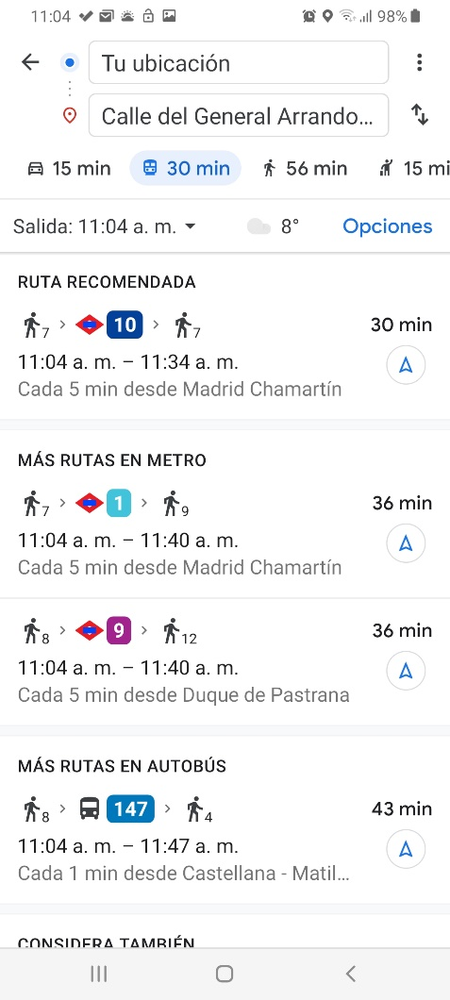 11:04 98%
Tu ubicación
Calle del General Arrando...
15 min 30 min 56 min 15 mi
Salida: 11:04 a. m. 8° Opciones
RUTA RECOMENDADA
7 > 10 > 7 30 min
11:04 a. m. – 11:34 a. m.
Cada 5 min desde Madrid Chamartín
MÁS RUTAS EN METRO
7 > 1 > 9 36 min
11:04 a. m. – 11:40 a. m.
Cada 5 min desde Madrid Chamartín
8 > 9 > 12 36 min
11:04 a. m. – 11:40 a. m.
Cada 5 min desde Duque de Pastrana
MÁS RUTAS EN AUTOBÚS
8 > 147 > 4 43 min
11:04 a. m. – 11:47 a. m.
Cada 1 min desde Castellana - Matil...
CONSIDERA TAMBIÉN